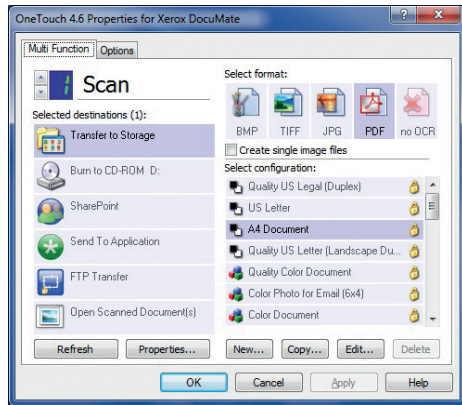 OneTouch 4.6 Properties for Xerox DocuMate
Multi Function
Options
1
Scan
Selected destinations (1):
Transfer to Storage
Burn to CD-ROM D:
SharePoint
Send To Application
FTP Transfer
Open Scanned Document(s)
Refresh
Properties...
Select format:
BMP
TIFF
JPG
PDF
no OCR
Create single image files
Select configuration:
Quality US Legal (Duplex)
US Letter
A4 Document
Quality US Letter (Landscape Du...
Quality Color Document
Color Photo for Email (6x4)
Color Document
New...
Copy...
Edit...
Delete
OK
Cancel
Apply
Help